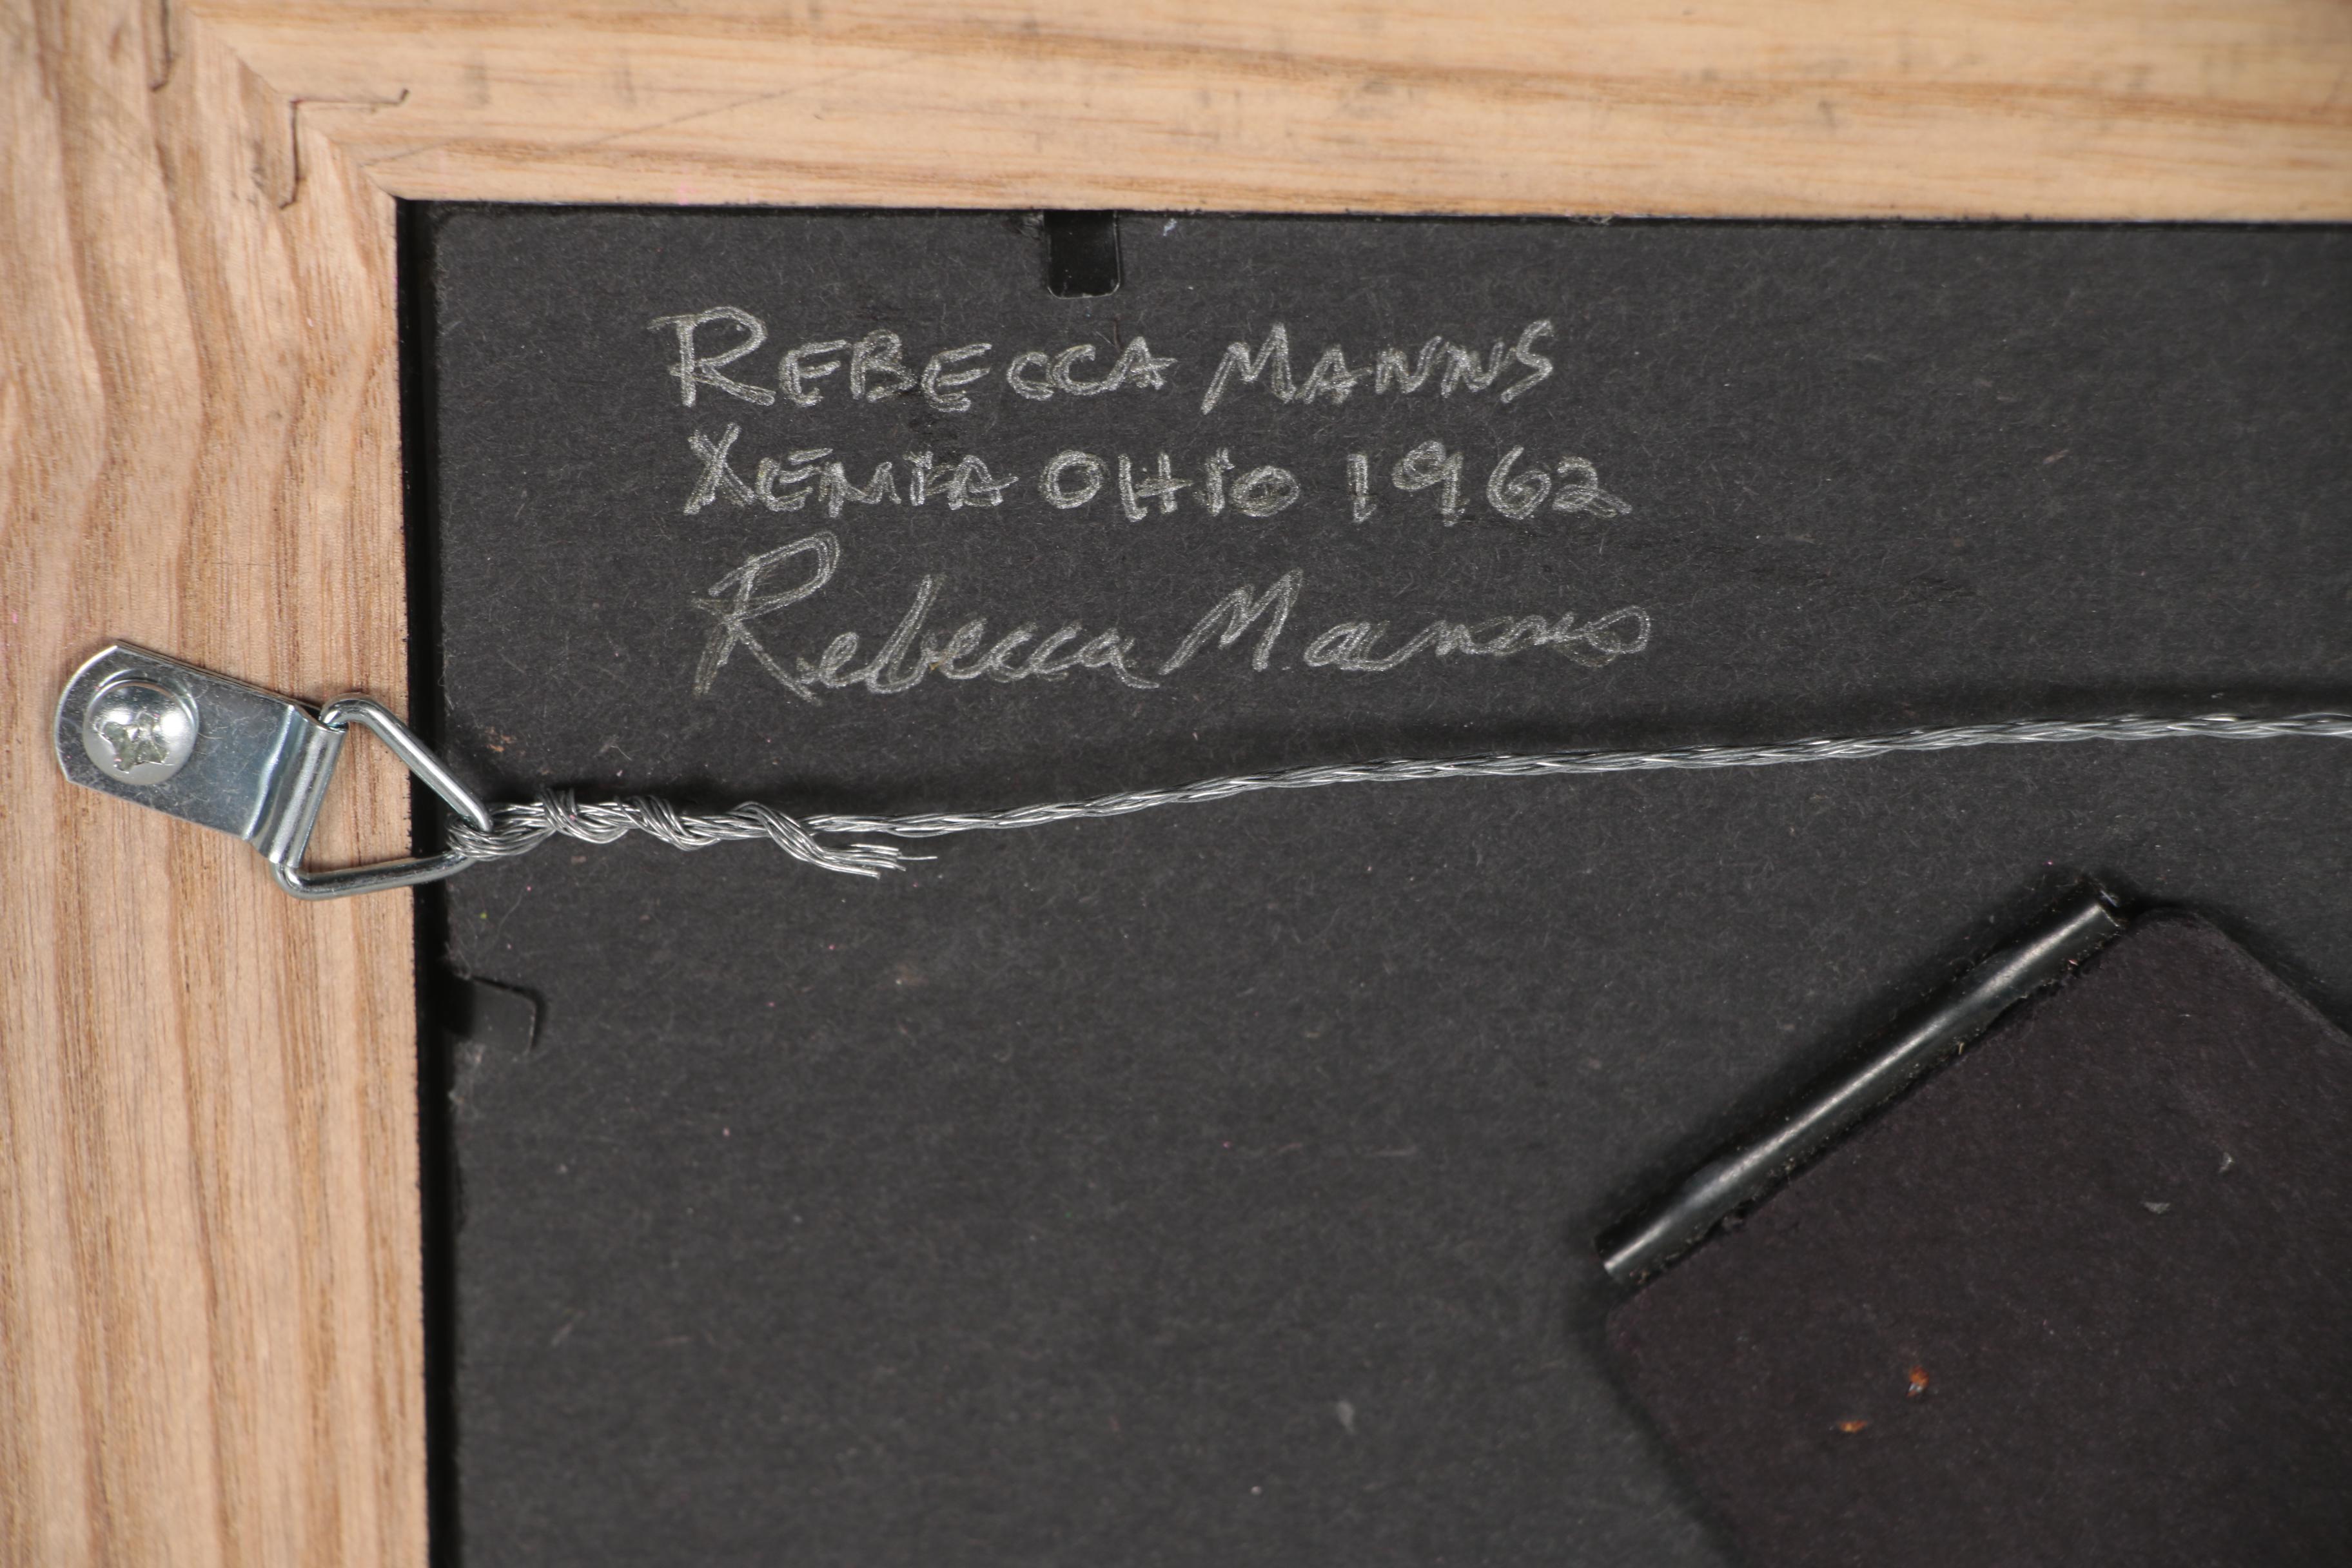 REBECCA MANNS
XENIA OHIO 1962
Rebecca Manns